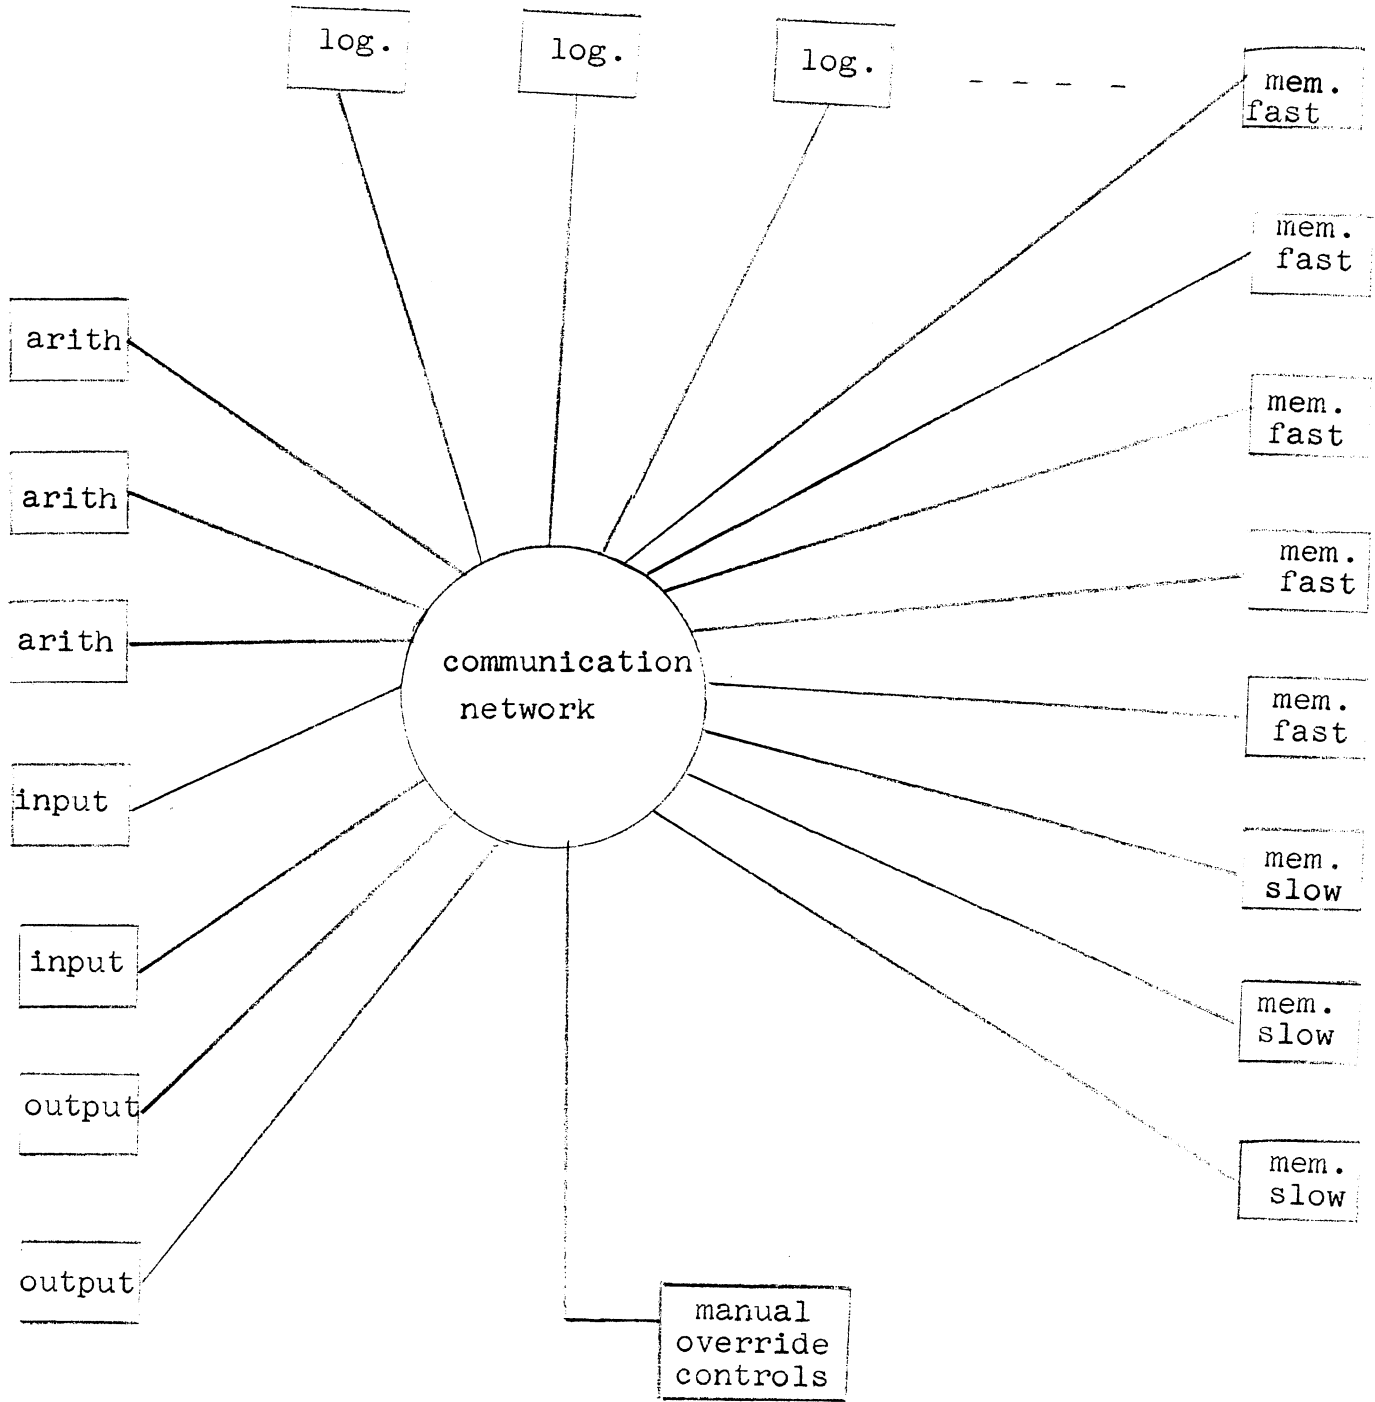 log.
log.
log.
mem.
fast
mem.
fast
mem.
fast
mem.
fast
mem.
fast
mem.
slow
mem.
slow
mem.
slow
arith
arith
arith
input
input
output
output
communication
network
manual
override
controls